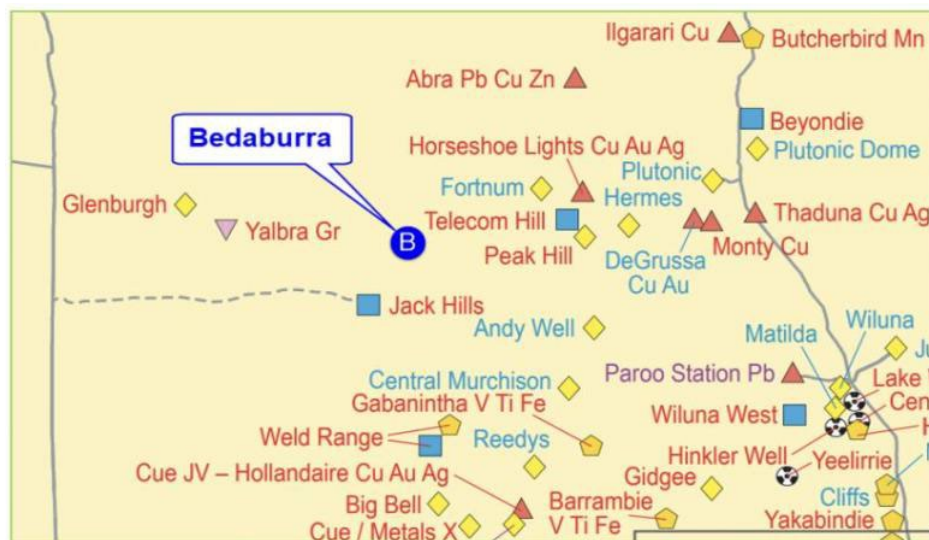 Ilgarari Cu
Butcherbird Mn
Abra Pb Cu Zn
Beyondie
Bedaburra
Horseshoe Lights Cu Au Ag
Plutonic Dome
Plutonic
Fortnum
Hermes
Glenburgh
Telecom Hill
Thaduna Cu Ag
Yalbra Gr
B
Peak Hill
Monty Cu
DeGrussa
Cu Au
Jack Hills
Wiluna
Andy Well
Matilda
Paroo Station Pb
Central Murchison
Lake
Gabanintha V Ti Fe
Wiluna West
Weld Range
Reedys
Hinkler Well
Yeelirrie
Cue JV – Hollandaire Cu Au Ag
Gidgee
Big Bell
Barrambie
V Ti Fe
Cliffs
Cue / Metals X
Yakabindie